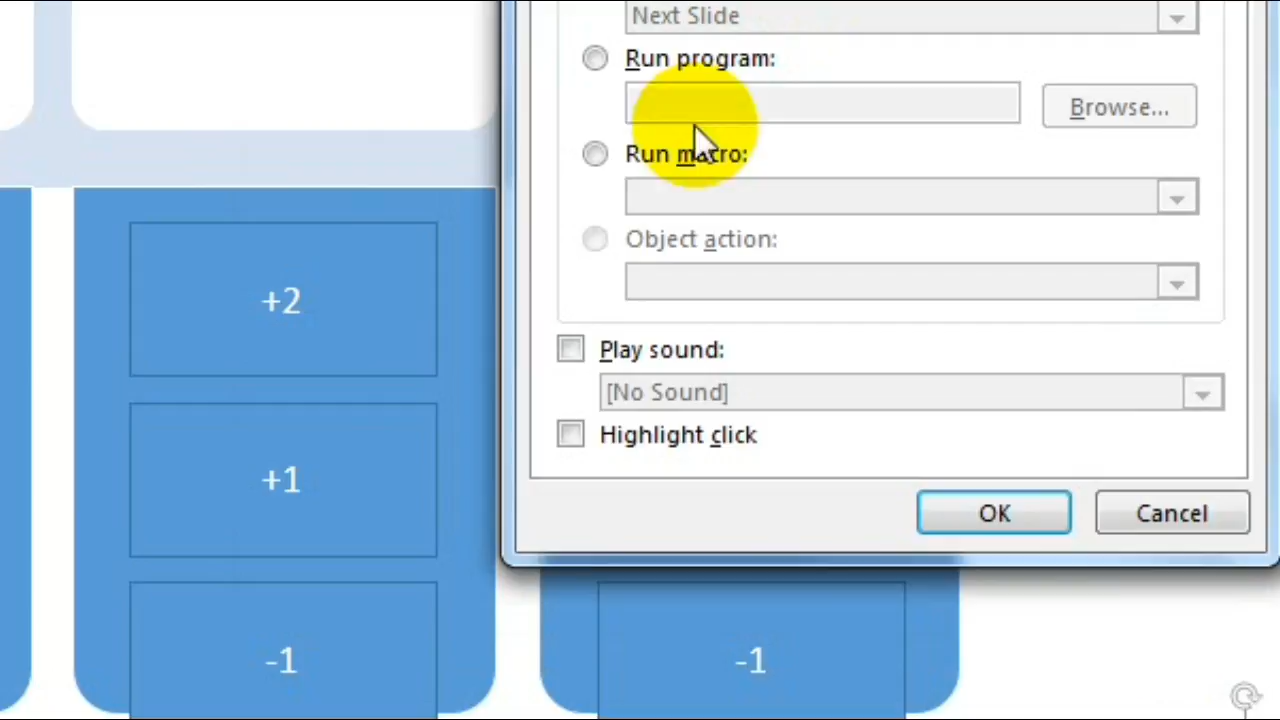 Next Slide
Run program:
Browse...
Run macro:
Object action:
Play sound:
[No Sound]
Highlight click
OK
Cancel
+2
+1
-1
-1